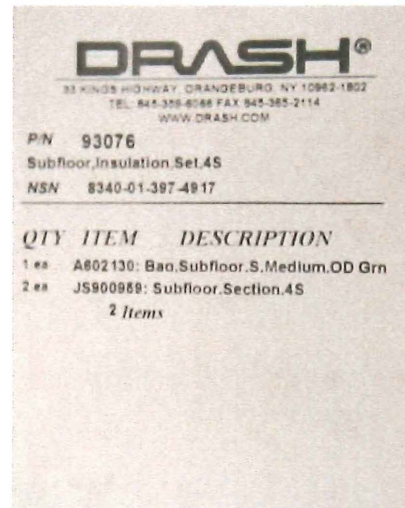 DRASH®
33 KINGS HIGHWAY, ORANGEBURG, NY 10962-1802
TEL: 845-359-6066 FAX 845-365-2114
WWW.DRASH.COM
P/N 93076
Subfloor,Insulation,Set,4S
NSN 8340-01-397-4917
QTY ITEM DESCRIPTION
1 ea A602130: Bag,Subfloor,S,Medium,OD Grn
2 ea JS900989: Subfloor,Section,4S
2 Items